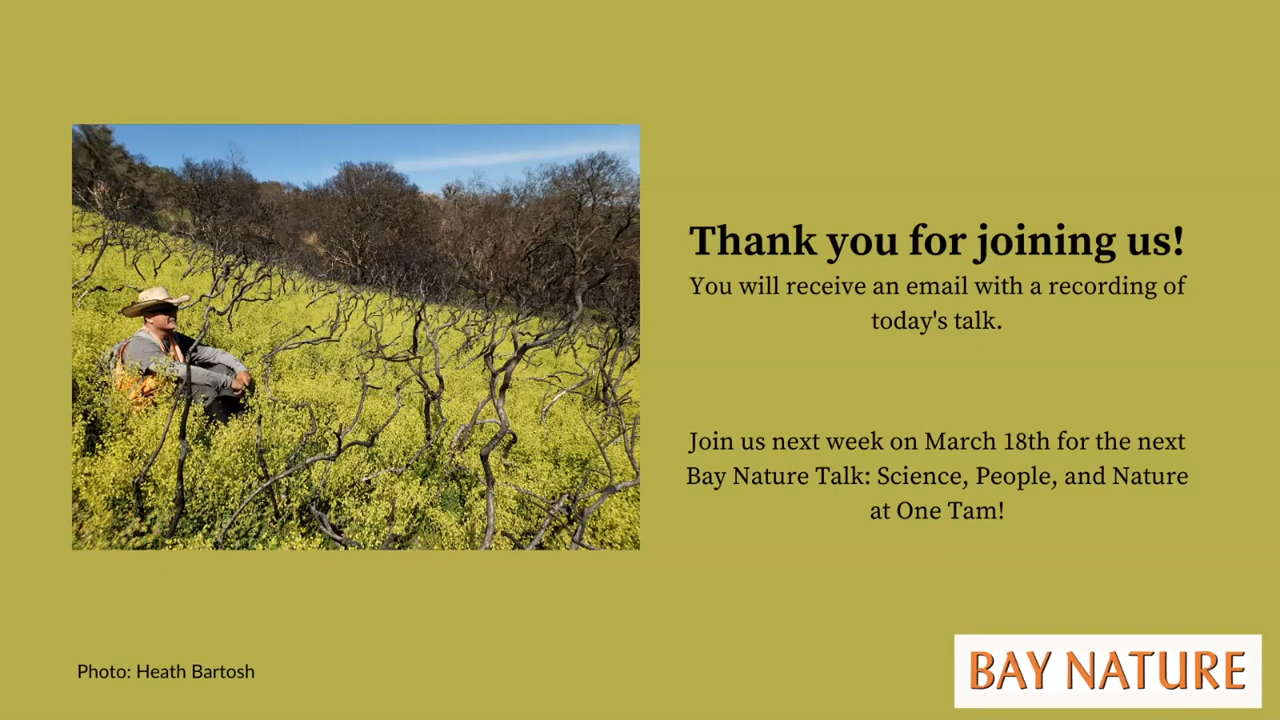 Thank you for joining us!
You will receive an email with a recording of
today's talk.
Join us next week on March 18th for the next
Bay Nature Talk: Science, People, and Nature
at One Tam!
Photo: Heath Bartosh
BAY NATURE